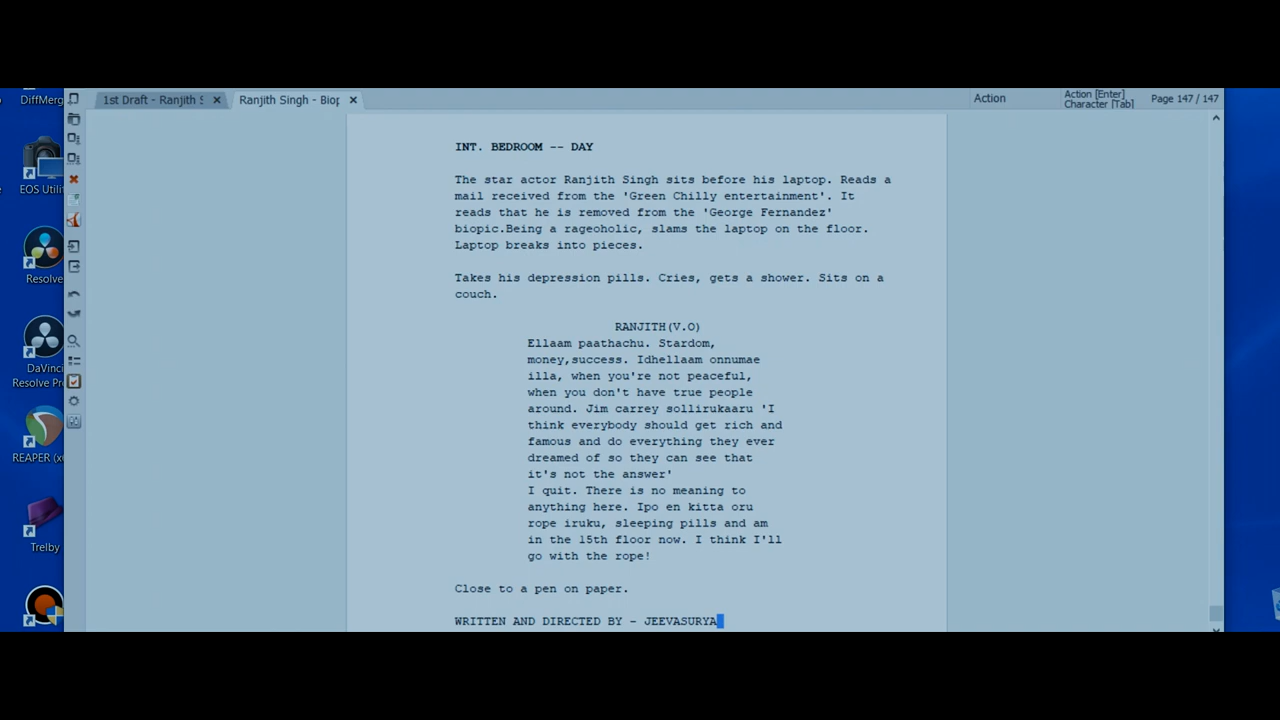 DiffMerg
1st Draft - Ranjith S
Ranjith Singh - Biop
Action
Action [Enter]
Character [Tab]
Page 147 / 147
INT. BEDROOM -- DAY
The star actor Ranjith Singh sits before his laptop. Reads a
mail received from the 'Green Chilly entertainment'. It
reads that he is removed from the 'George Fernandez'
biopic.Being a rageoholic, slams the laptop on the floor.
Laptop breaks into pieces.
Takes his depression pills. Cries, gets a shower. Sits on a
couch.
RANJITH(V.O)
Ellaam paathachu. Stardom,
money,success. Idhellaam onnumae
illa, when you're not peaceful,
when you don't have true people
around. Jim carrey sollirukaaru 'I
think everybody should get rich and
famous and do everything they ever
dreamed of so they can see that
it's not the answer'
I quit. There is no meaning to
anything here. Ipo en kitta oru
rope iruku, sleeping pills and am
in the 15th floor now. I think I'll
go with the rope!
Close to a pen on paper.
WRITTEN AND DIRECTED BY - JEEVASURYA
EOS Utili
Resolve
DaVinci
Resolve Pro
REAPER (x
Trelby